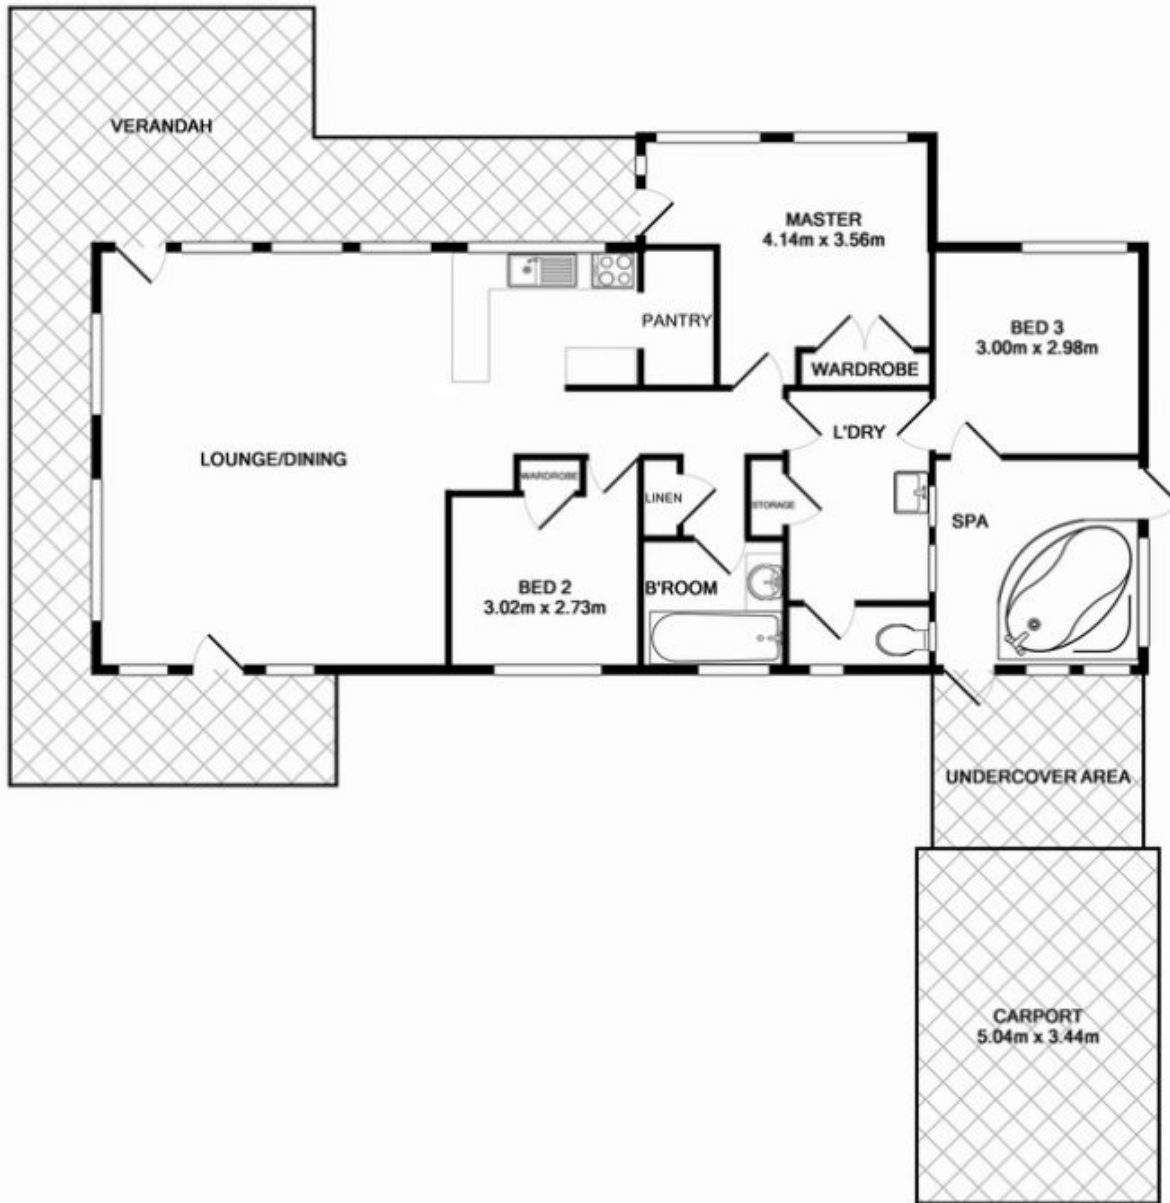 VERANDAH
MASTER
4.14m x 3.56m
PANTRY
BED 3
3.00m x 2.98m
WARDROBE
L'DRY
LOUNGE/DINING
WARDROBE
LINEN
STORAGE
SPA
BED 2
3.02m x 2.73m
B'ROOM
UNDERCOVER AREA
CARPORT
5.04m x 3.44m